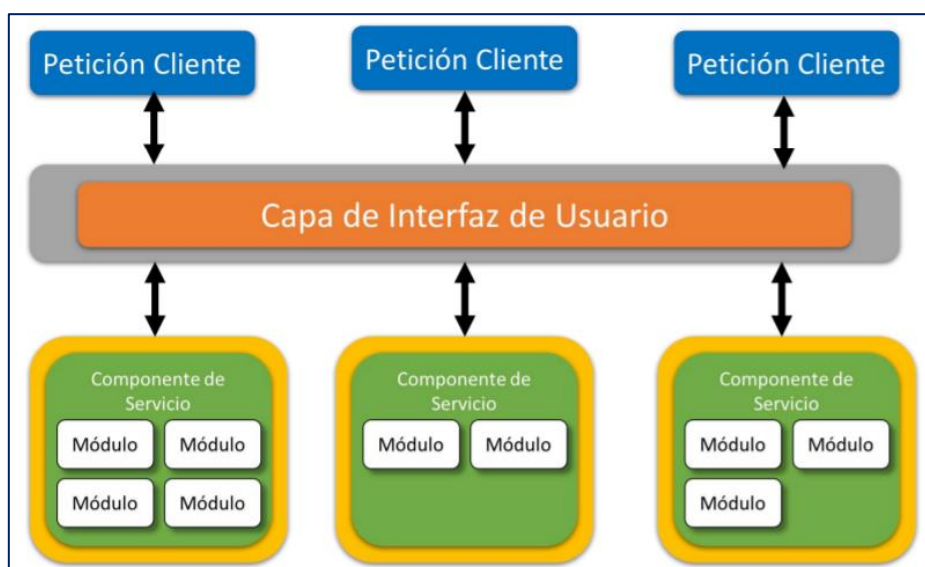 Petición Cliente
Petición Cliente
Petición Cliente
Capa de Interfaz de Usuario
Componente de
Servicio
Módulo
Módulo
Módulo
Módulo
Componente de
Servicio
Módulo
Módulo
Componente de
Servicio
Módulo
Módulo
Módulo